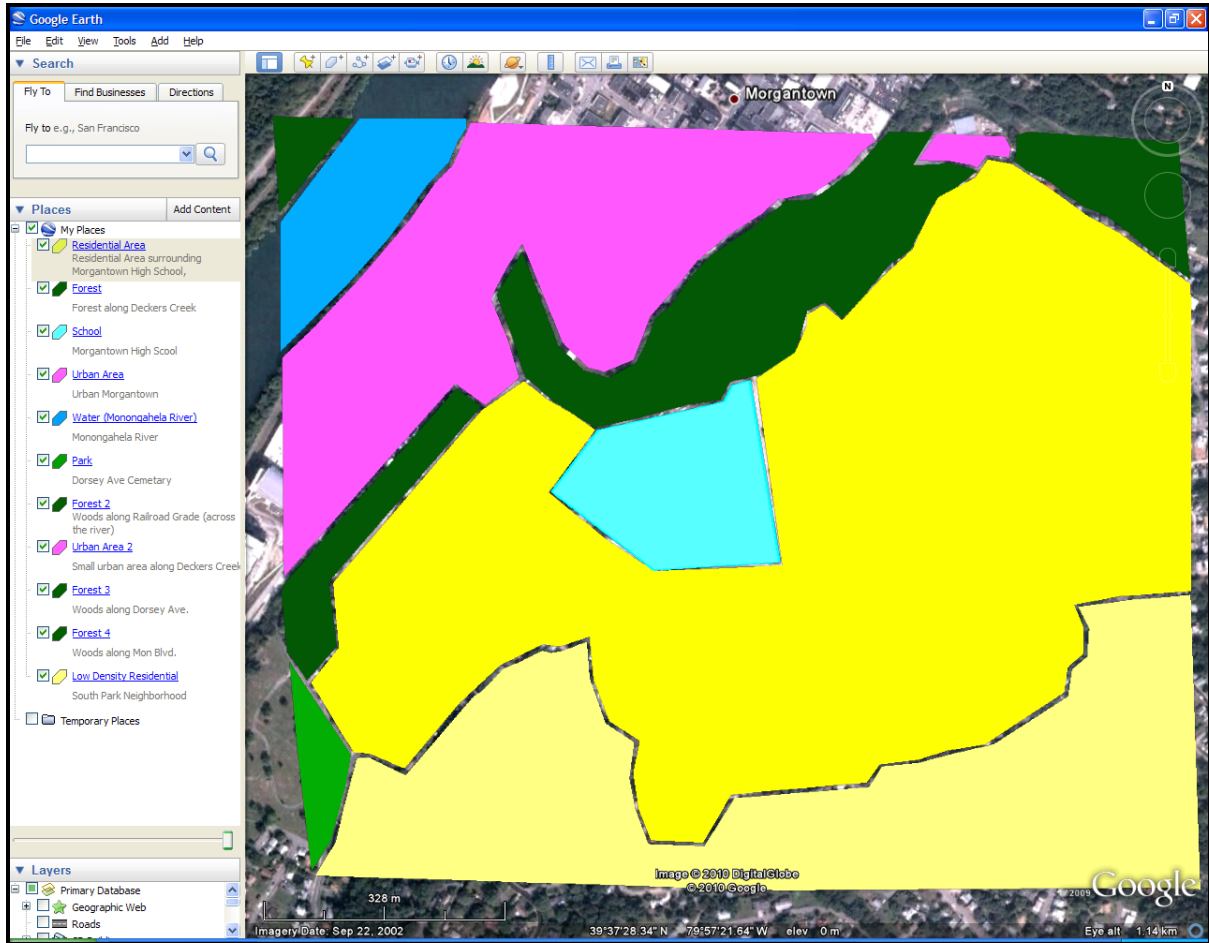 Google Earth
File Edit View Tools Add Help
Search
Fly To Find Businesses Directions
Fly to e.g., San Francisco
Places Add Content
My Places
Residential Area
Residential Area surrounding
Morgantown High School,
Forest
Forest along Deckers Creek
School
Morgantown High Scool
Urban Area
Urban Morgantown
Water (Monongahela River)
Monongahela River
Park
Dorsey Ave Cemetary
Forest 2
Woods along Railroad Grade (across
the river)
Urban Area 2
Small urban area along Deckers Creek
Forest 3
Woods along Dorsey Ave.
Forest 4
Woods along Mon Blvd.
Low Density Residential
South Park Neighborhood
Temporary Places
Layers
Primary Database
Geographic Web
Roads
Morgantown
N
Image © 2010 DigitalGlobe
© 2010 Google
2009 Google
328 m
Imagery Date: Sep 22, 2002 39°37'28.34" N 79°57'21.64" W elev 0 m Eye alt 1.14 km